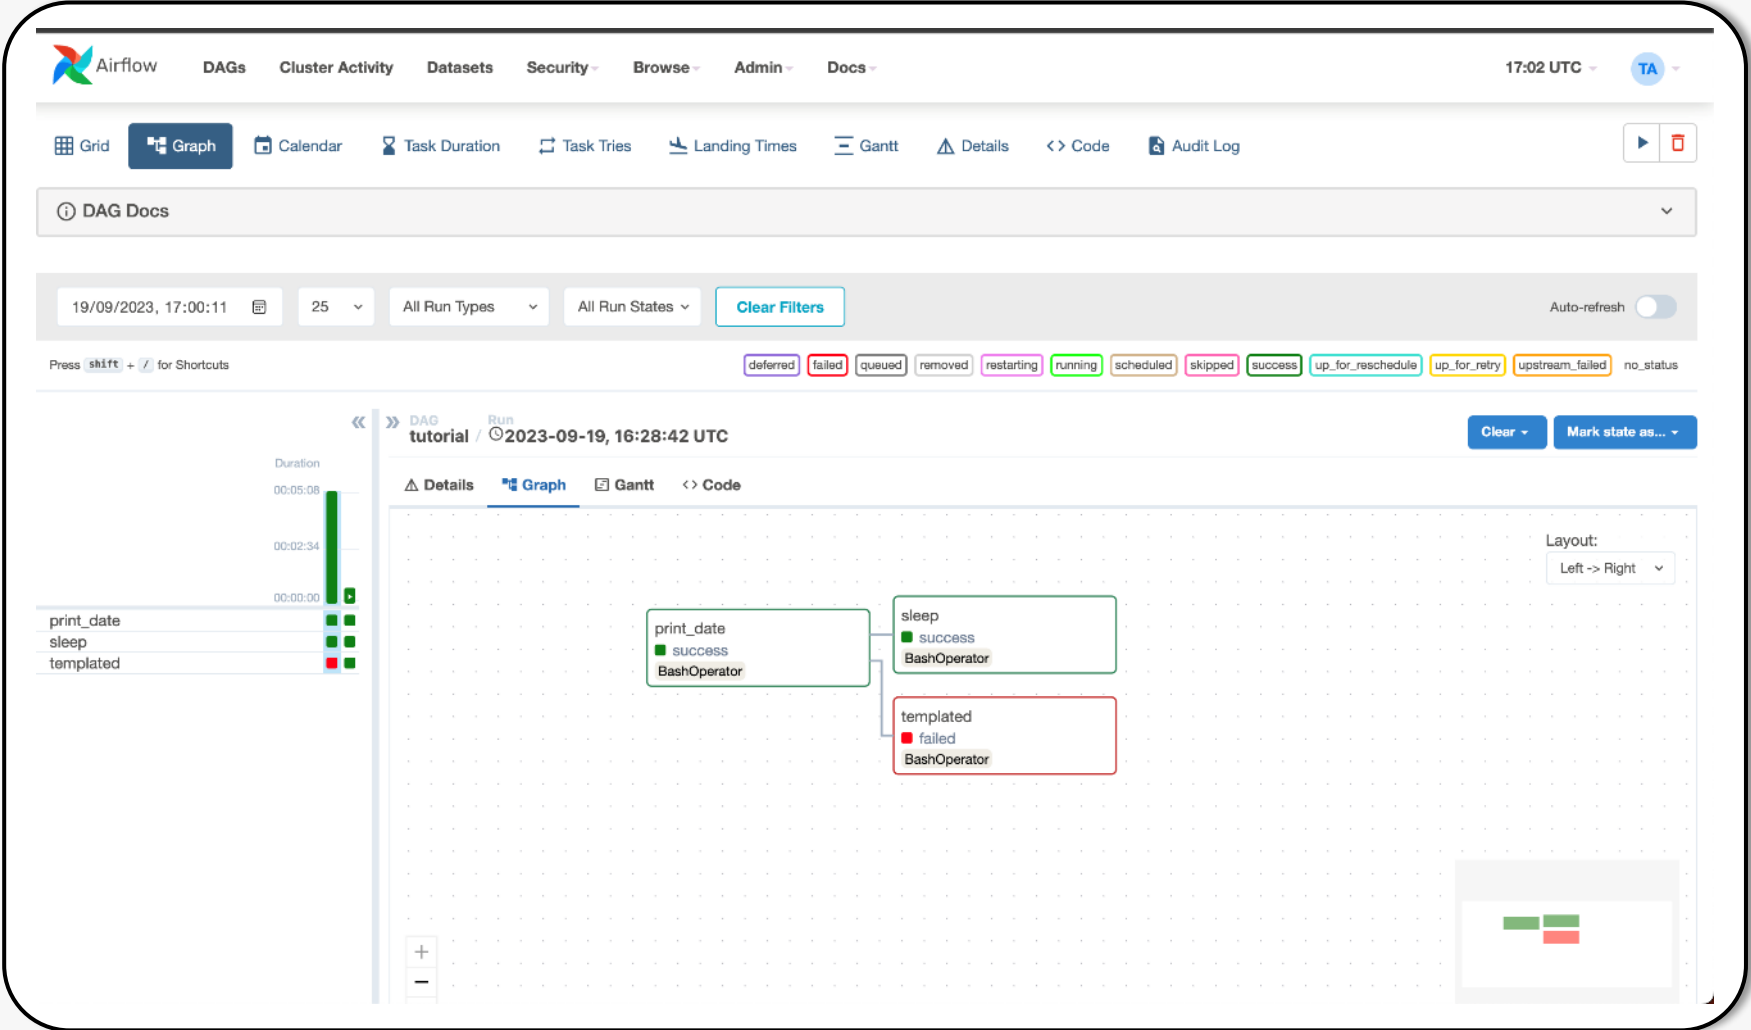 Airflow DAGs Cluster Activity Datasets Security Browse Admin Docs 17:02 UTC TA
Grid Graph Calendar Task Duration Task Tries Landing Times Gantt Details Code Audit Log
DAG Docs
19/09/2023, 17:00:11 25 All Run Types All Run States Clear Filters Auto-refresh
Press shift + / for Shortcuts deferred failed queued removed restarting running scheduled skipped success up_for_reschedule up_for_retry upstream_failed no_status
DAG Run
tutorial / 2023-09-19, 16:28:42 UTC Clear Mark state as...
Duration
00:05:08
00:02:34
00:00:00
print_date
sleep
templated
Details Graph Gantt Code
Layout:
Left -> Right
print_date
success
BashOperator
sleep
success
BashOperator
templated
failed
BashOperator